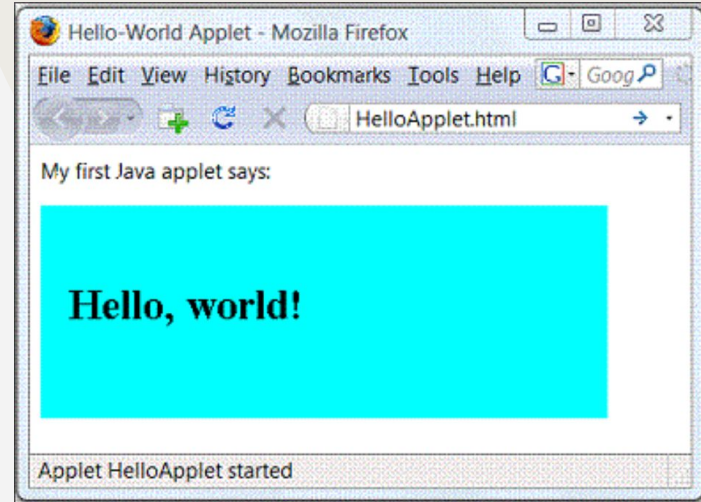 Hello-World Applet - Mozilla Firefox
File Edit View History Bookmarks Tools Help G Goog
HelloApplet.html
My first Java applet says:
Hello, world!
Applet HelloApplet started